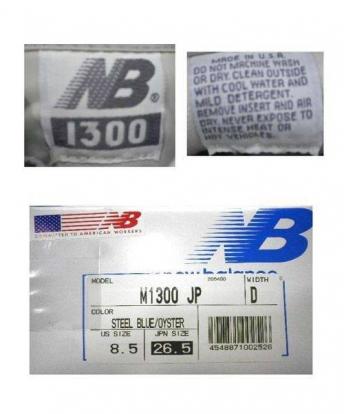 NB®
1300
MADE IN U.S.A.
DO NOT MACHINE WASH
OR DRY. CLEAN OUTSIDE
WITH COOL WATER AND
MILD DETERGENT.
REMOVE INSERT AND AIR
DRY. NEVER EXPOSE TO
INTENSE HEAT OR
HOT VEHICLES.
NB
COMMITTED TO AMERICAN WORKERS
NB
new balance
MODEL
M1300 JP
WIDTH
D
COLOR
STEEL BLUE/OYSTER
US SIZE
JPN SIZE
8.5
26.5
4548871002526